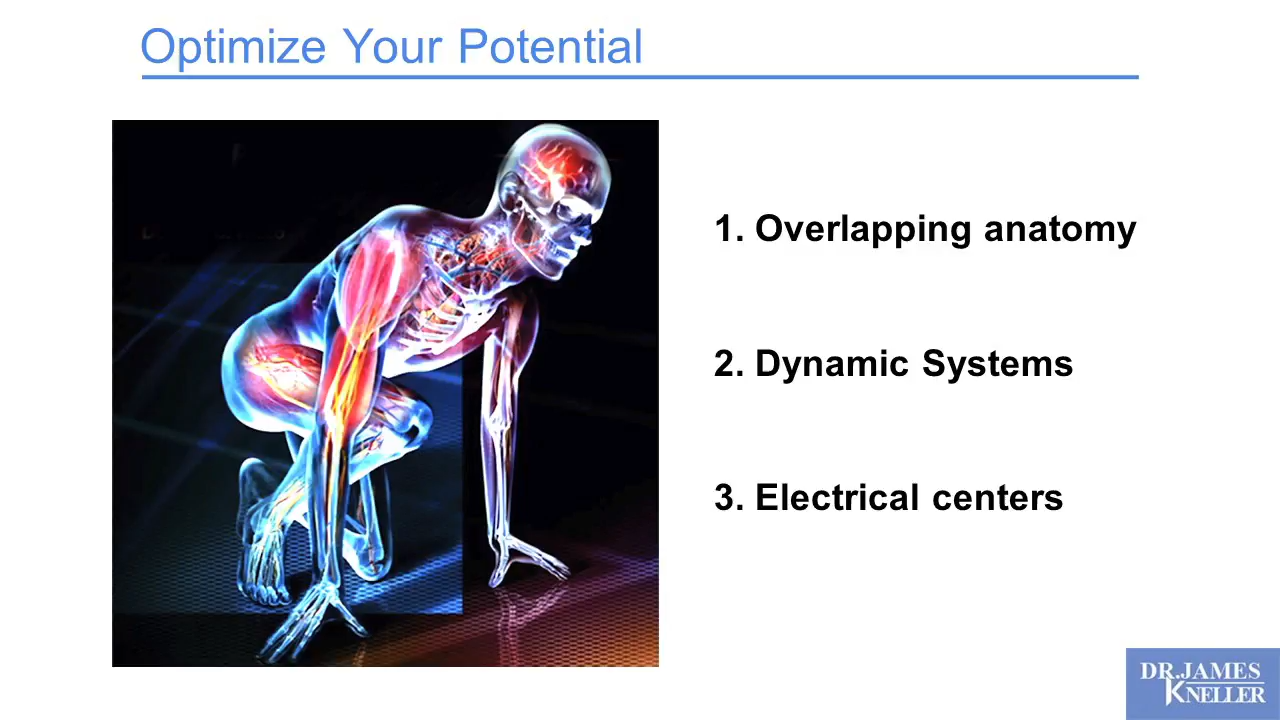 Optimize Your Potential
1. Overlapping anatomy
2. Dynamic Systems
3. Electrical centers
DR.JAMES
KNELLER